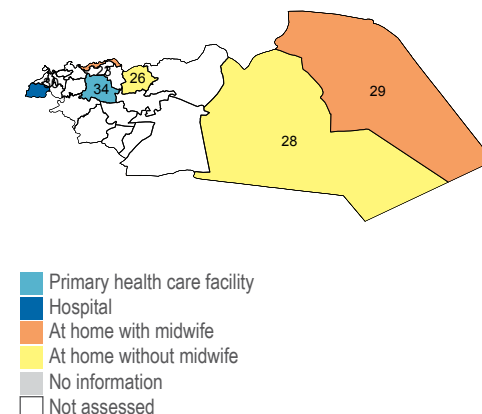 26
34
29
28
Primary health care facility
Hospital
At home with midwife
At home without midwife
No information
Not assessed